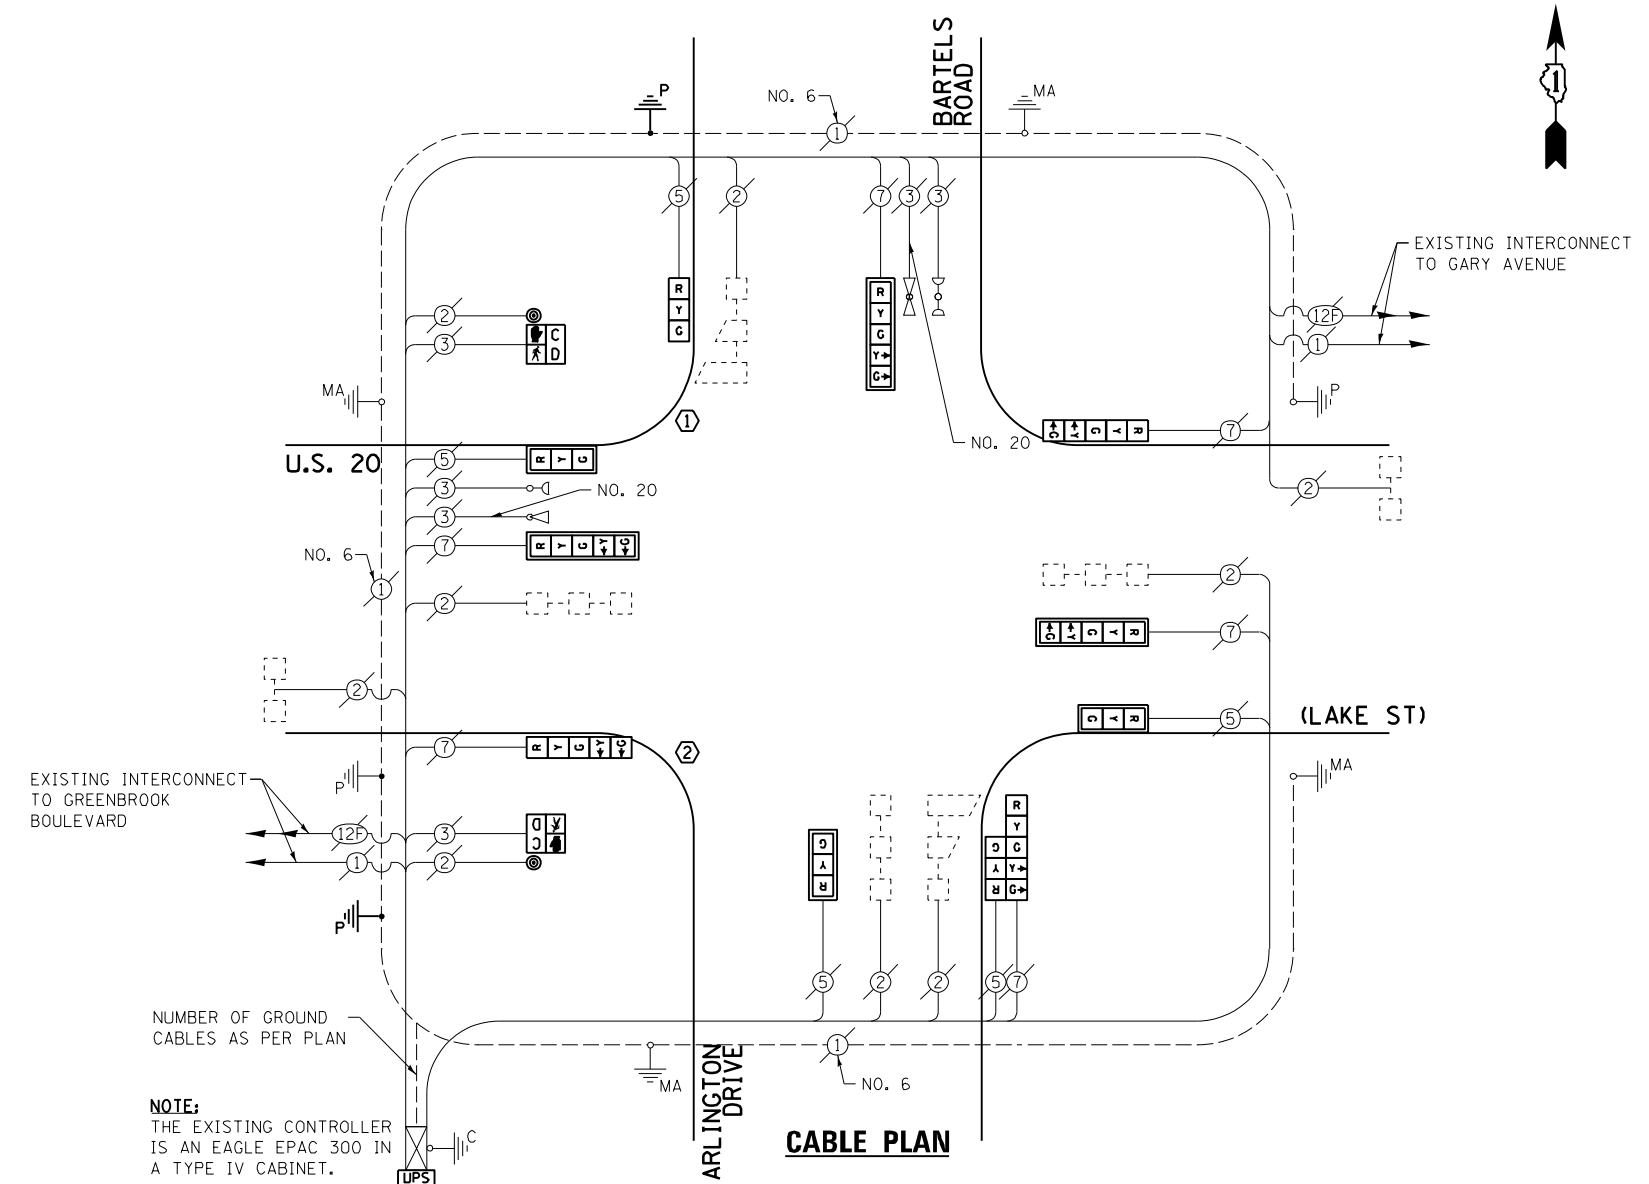 BARTELS
ROAD
P
NO. 6
1
MA
1
5
2
7
3
3
EXISTING INTERCONNECT
TO GARY AVENUE
R
Y
G
R
Y
G
Y
G
2
C
3
D
12F
1
MA
P
1
NO. 20
G Y G Y R
7
U.S. 20
5
R Y G
3
NO. 20
3
2
NO. 6
7
R Y G Y G
1
2
2
G Y G Y R
7
2
G Y R
5
(LAKE ST)
7
R Y G Y G
2
P
MA
EXISTING INTERCONNECT
TO GREENBROOK
BOULEVARD
12F
3
D
C
1
2
G
Y
R
R
Y
G
Y
G
G
Y
R
P
5
2
2
5
7
NUMBER OF GROUND
CABLES AS PER PLAN
1
NO. 6
MA
ARLINGTON
DRIVE
NOTE:
THE EXISTING CONTROLLER
IS AN EAGLE EPAC 300 IN
A TYPE IV CABINET.
C
UPS
CABLE PLAN